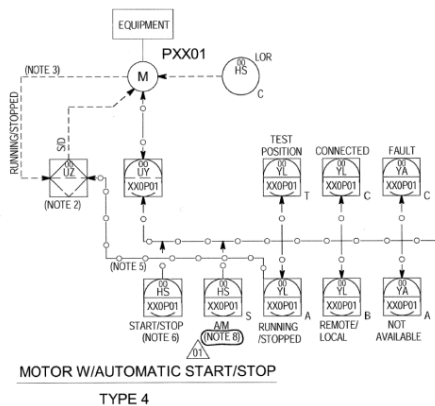 EQUIPMENT
PXX01
(NOTE 3)
M
00
HS
LOR
C
RUNNING/STOPPED
S/D
TEST
POSITION
CONNECTED
FAULT
00
UZ
00
UY
XX0P01
(NOTE 2)
00
YL
XX0P01
T
00
YL
XX0P01
C
00
YA
XX0P01
C
(NOTE 5)
00
HS
XX0P01
00
HS
XX0P01
S
00
YL
XX0P01
A
00
YL
XX0P01
B
00
YA
XX0P01
A
START/STOP
(NOTE 6)
A/M
(NOTE 8)
01
RUNNING
/STOPPED
REMOTE/
LOCAL
NOT
AVAILABLE
MOTOR W/AUTOMATIC START/STOP
TYPE 4